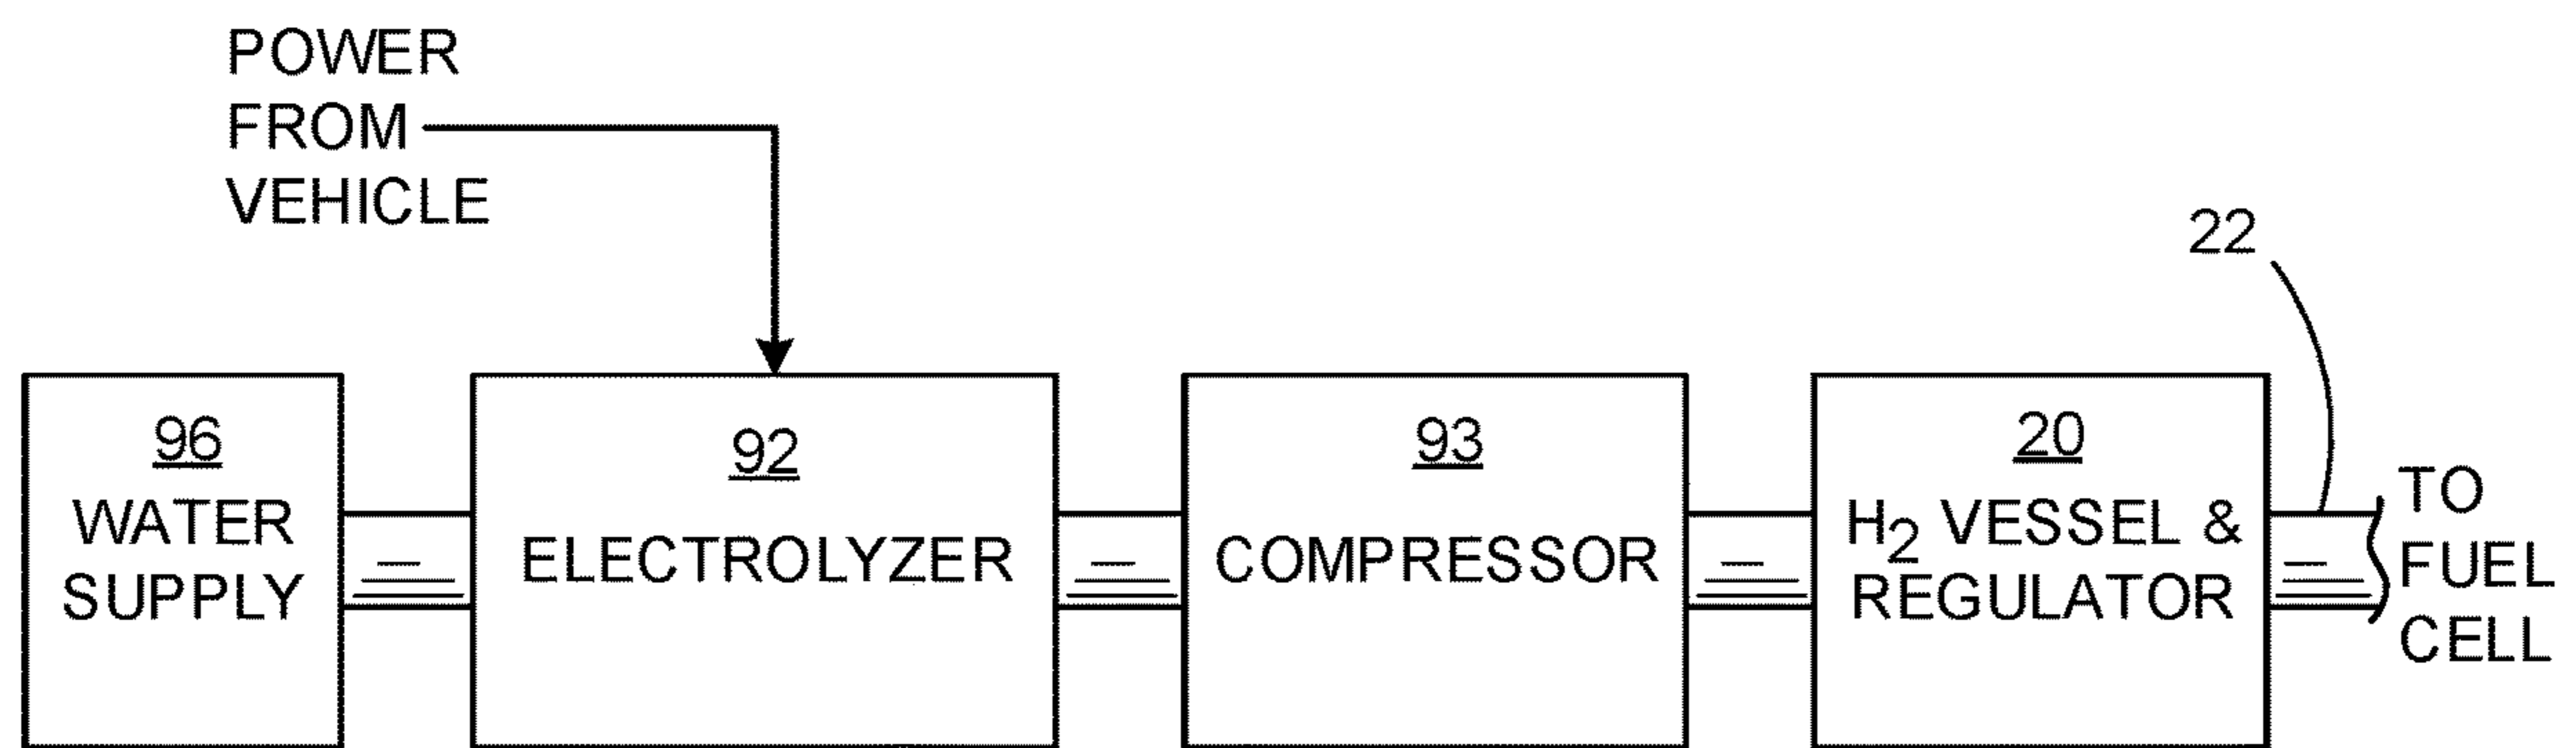 POWER
FROM
VEHICLE
22
96
WATER
SUPPLY
92
ELECTROLYZER
93
COMPRESSOR
20
H₂ VESSEL &
REGULATOR
TO
FUEL
CELL